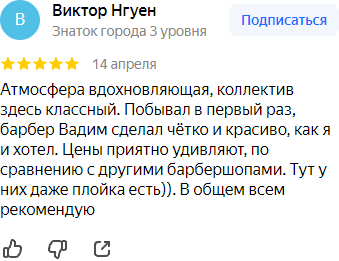 В
Виктор Нгуен
Знаток города 3 уровня
Подписаться
14 апреля
Атмосфера вдохновляющая, коллектив
здесь классный. Побывал в первый раз,
барбер Вадим сделал чётко и красиво, как я
и хотел. Цены приятно удивляют, по
сравнению с другими барбершопами. Тут у
них даже плойка есть)). В общем всем
рекомендую